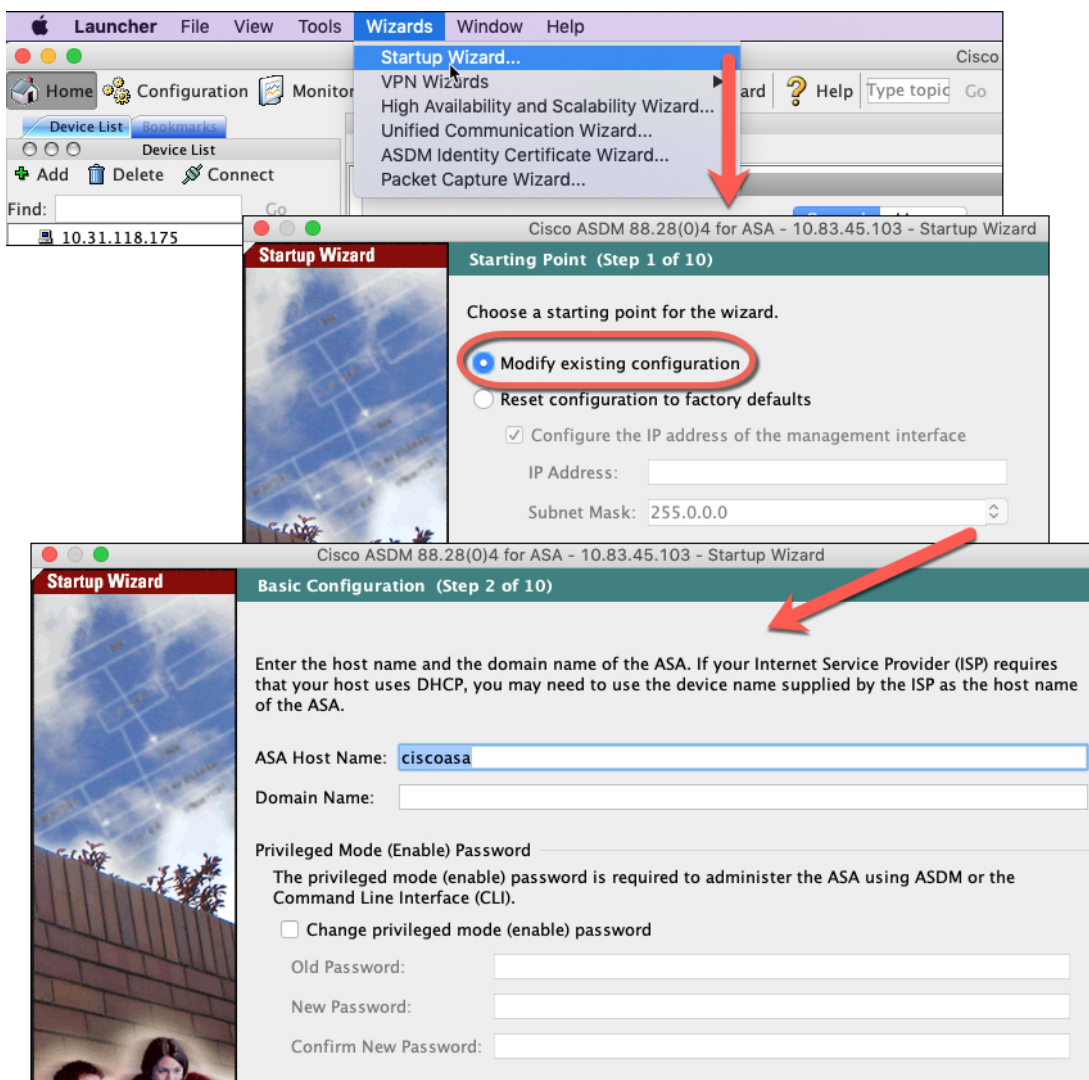 Launcher File View Tools Wizards Window Help
Cisco
Startup Wizard...
VPN Wizards
High Availability and Scalability Wizard...
Unified Communication Wizard...
ASDM Identity Certificate Wizard...
Packet Capture Wizard...
Home Configuration Monitor ard Help Type topic Go
Device List Bookmarks
Device List
Add Delete Connect
Find: Go
10.31.118.175
Cisco ASDM 88.28(0)4 for ASA - 10.83.45.103 - Startup Wizard
Startup Wizard
Starting Point (Step 1 of 10)
Choose a starting point for the wizard.
Modify existing configuration
Reset configuration to factory defaults
Configure the IP address of the management interface
IP Address:
Subnet Mask: 255.0.0.0
Cisco ASDM 88.28(0)4 for ASA - 10.83.45.103 - Startup Wizard
Startup Wizard
Basic Configuration (Step 2 of 10)
Enter the host name and the domain name of the ASA. If your Internet Service Provider (ISP) requires
that your host uses DHCP, you may need to use the device name supplied by the ISP as the host name
of the ASA.
ASA Host Name: ciscoasa
Domain Name:
Privileged Mode (Enable) Password
The privileged mode (enable) password is required to administer the ASA using ASDM or the
Command Line Interface (CLI).
Change privileged mode (enable) password
Old Password:
New Password:
Confirm New Password: